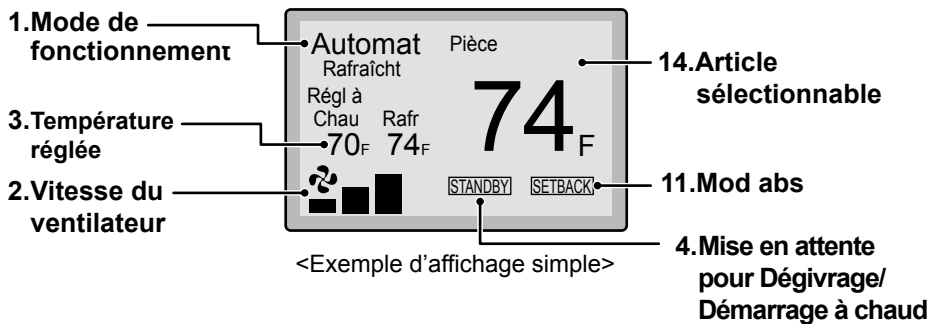 1.Mode de
fonctionnement
Automat
Rafraîcht
Pièce
14.Article
sélectionnable
Régl à
Chau Rafr
70F 74F
74F
3.Température
réglée
2.Vitesse du
ventilateur
STANDBY SETBACK
11.Mod abs
4.Mise en attente
pour Dégivrage/
Démarrage à chaud
<Exemple d’affichage simple>